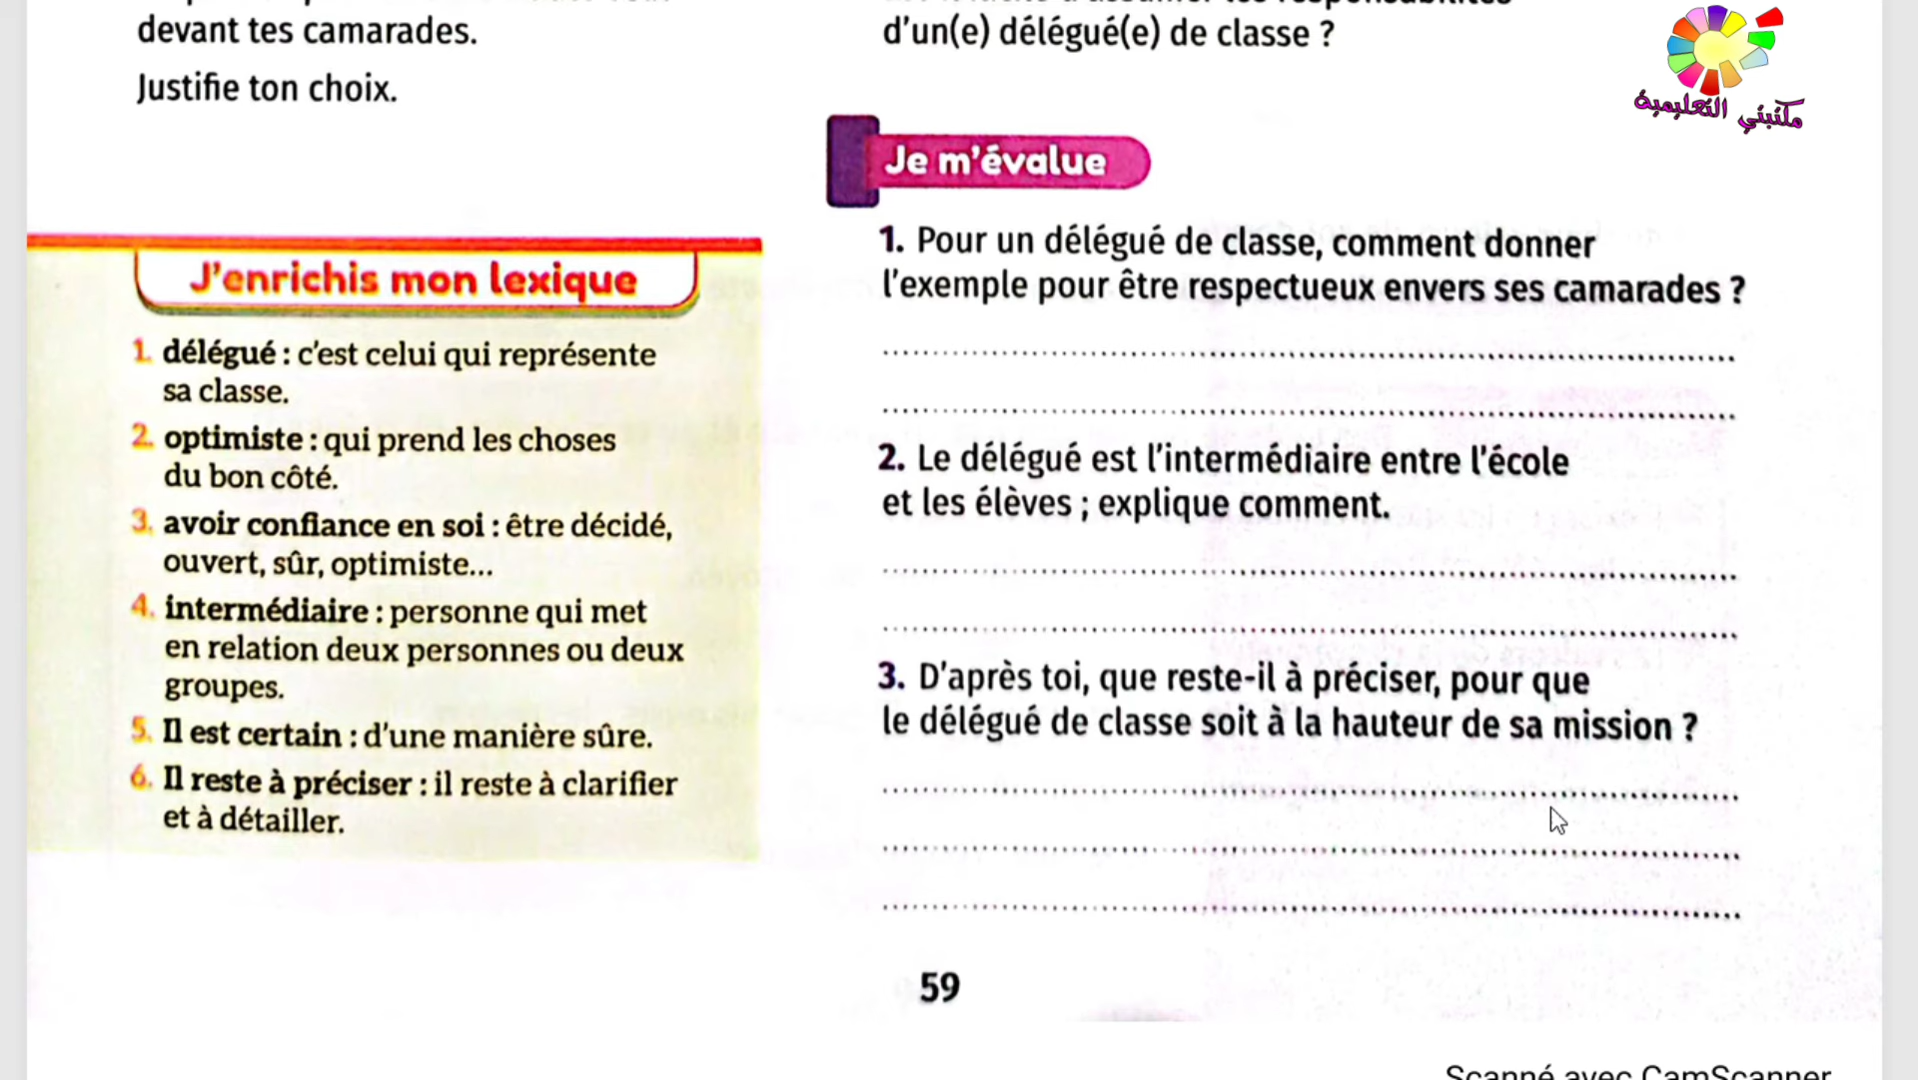 devant tes camarades.
Justifie ton choix.
J'enrichis mon lexique
1. délégué : c'est celui qui représente
sa classe.
2. optimiste : qui prend les choses
du bon côté.
3. avoir confiance en soi : être décidé,
ouvert, sûr, optimiste...
4. intermédiaire : personne qui met
en relation deux personnes ou deux
groupes.
5. Il est certain : d'une manière sûre.
6. Il reste à préciser : il reste à clarifier
et à détailler.
d'un(e) délégué(e) de classe ?
مكتبتي التعليمية
Je m'évalue
1. Pour un délégué de classe, comment donner
l'exemple pour être respectueux envers ses camarades ?
2. Le délégué est l'intermédiaire entre l'école
et les élèves ; explique comment.
3. D'après toi, que reste-il à préciser, pour que
le délégué de classe soit à la hauteur de sa mission ?
59
Scanné avec CamScanner